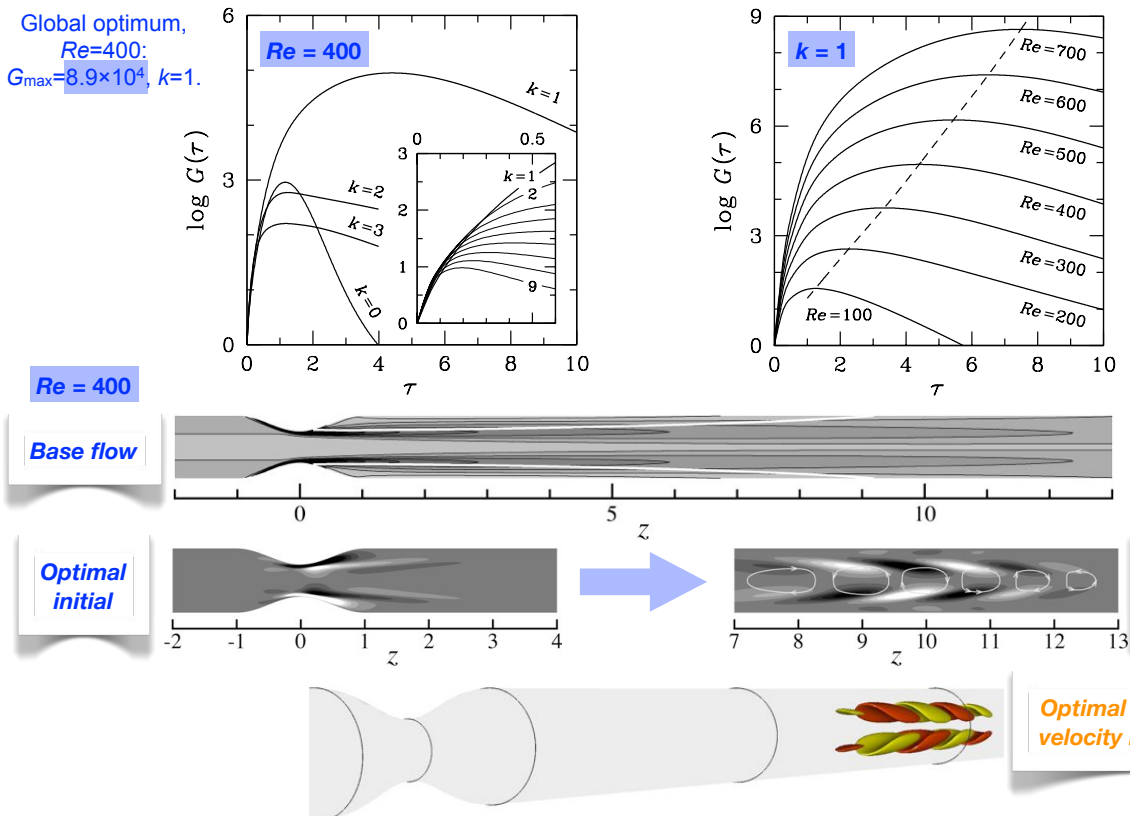 Global optimum,
Re=400:
Gmax=8.9×10⁴, k=1.
6
3
0
log G(τ)
Re = 400
k=1
k=2
k=3
k=0
0 0.5
3
2
1
0
k=1
2
9
0 2 4 6 8 10
τ
9
6
3
0
log G(τ)
k = 1
Re=700
Re=600
Re=500
Re=400
Re=300
Re=200
Re=100
0 2 4 6 8 10
τ
Re = 400
Base flow
0 5 10
z
Optimal
initial
-2 -1 0 1 2 3 4
z
7 8 9 10 11 12 13
z
Optimal
velocity